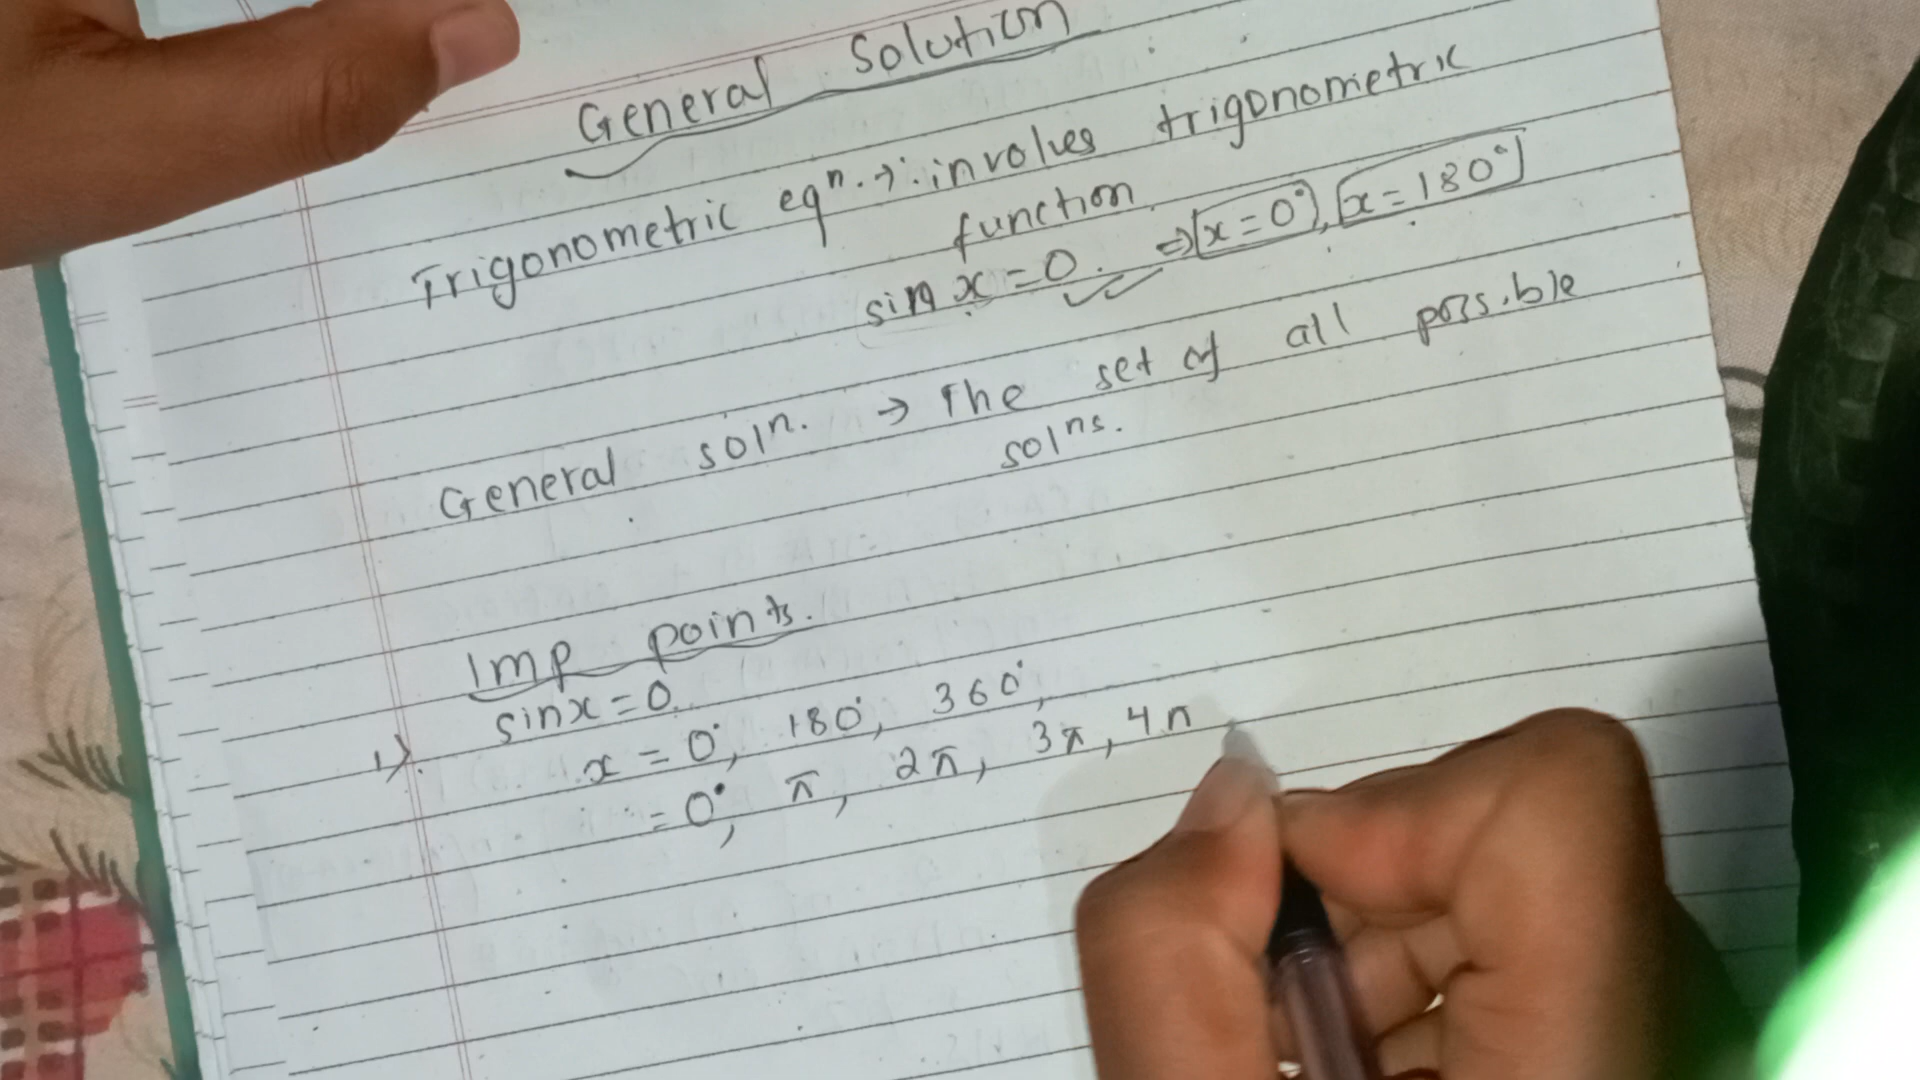 General Solution
Trigonometric eqⁿ. → involves trigonometric
function
sin x = 0. ⇒ x = 0°, x = 180°
General solⁿ. → The set of all possible
solⁿˢ.
Imp points.
1). sinx = 0.
x = 0°, 180°, 360°,
= 0°, π, 2π, 3π, 4π